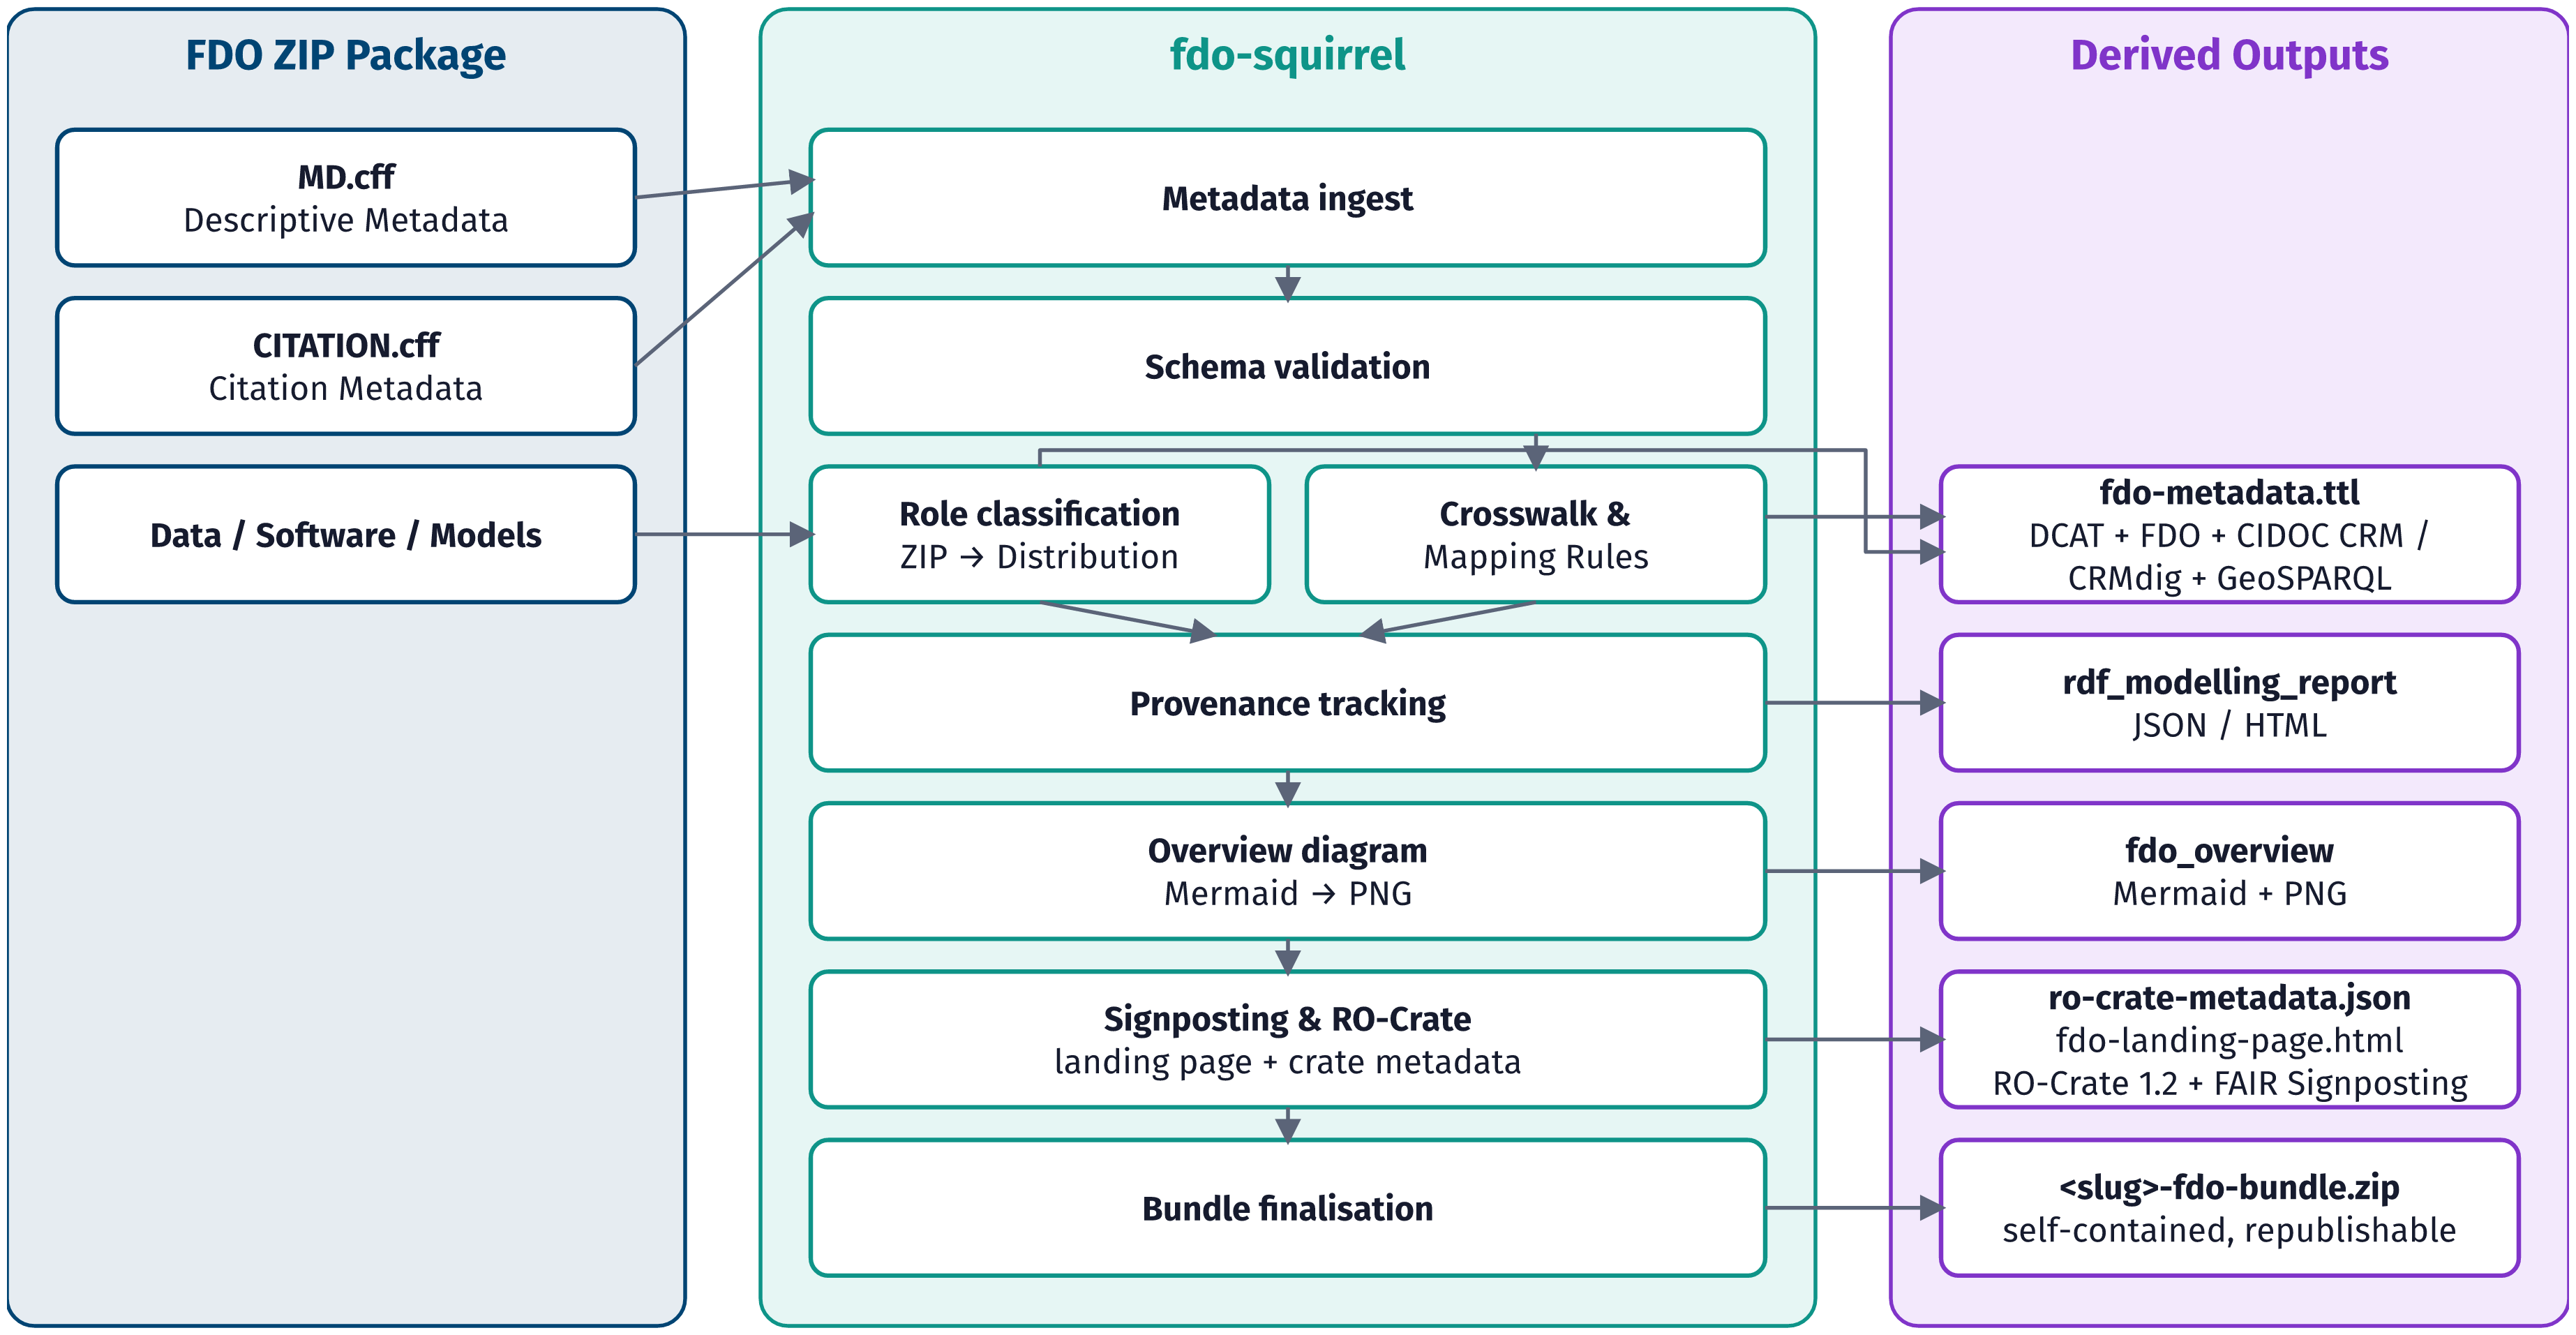 FDO ZIP Package
MD.cff
Descriptive Metadata
CITATION.cff
Citation Metadata
Data / Software / Models
fdo-squirrel
Metadata ingest
Schema validation
Role classification
ZIP → Distribution
Crosswalk &
Mapping Rules
Provenance tracking
Overview diagram
Mermaid → PNG
Signposting & RO-Crate
landing page + crate metadata
Bundle finalisation
Derived Outputs
fdo-metadata.ttl
DCAT + FDO + CIDOC CRM /
CRMdig + GeoSPARQL
rdf_modelling_report
JSON / HTML
fdo_overview
Mermaid + PNG
ro-crate-metadata.json
fdo-landing-page.html
RO-Crate 1.2 + FAIR Signposting
<slug>-fdo-bundle.zip
self-contained, republishable